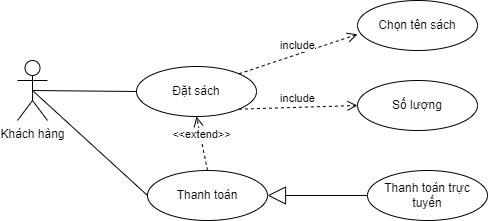 Chọn tên sách
include
Đặt sách
include
Số lượng
Khách hàng
<<extend>>
Thanh toán
Thanh toán trực
tuyến